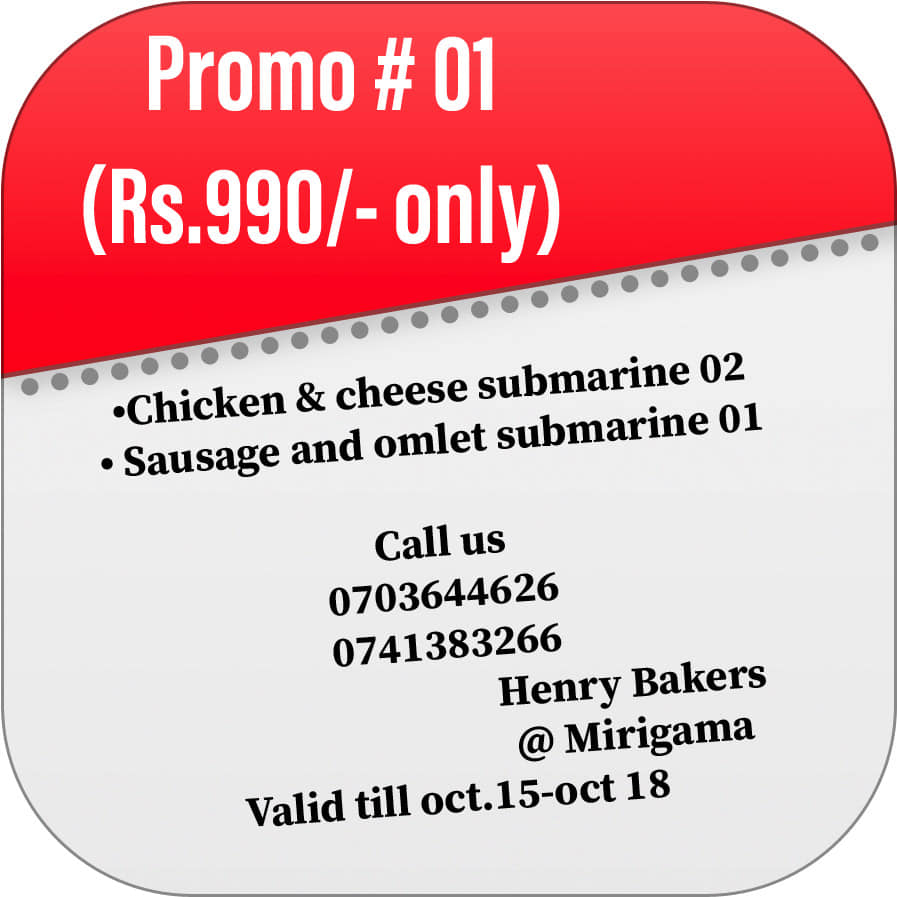 Promo # 01
(Rs.990/- only)
•Chicken & cheese submarine 02
• Sausage and omlet submarine 01
Call us
0703644626
0741383266
Henry Bakers
@ Mirigama
Valid till oct.15-oct 18